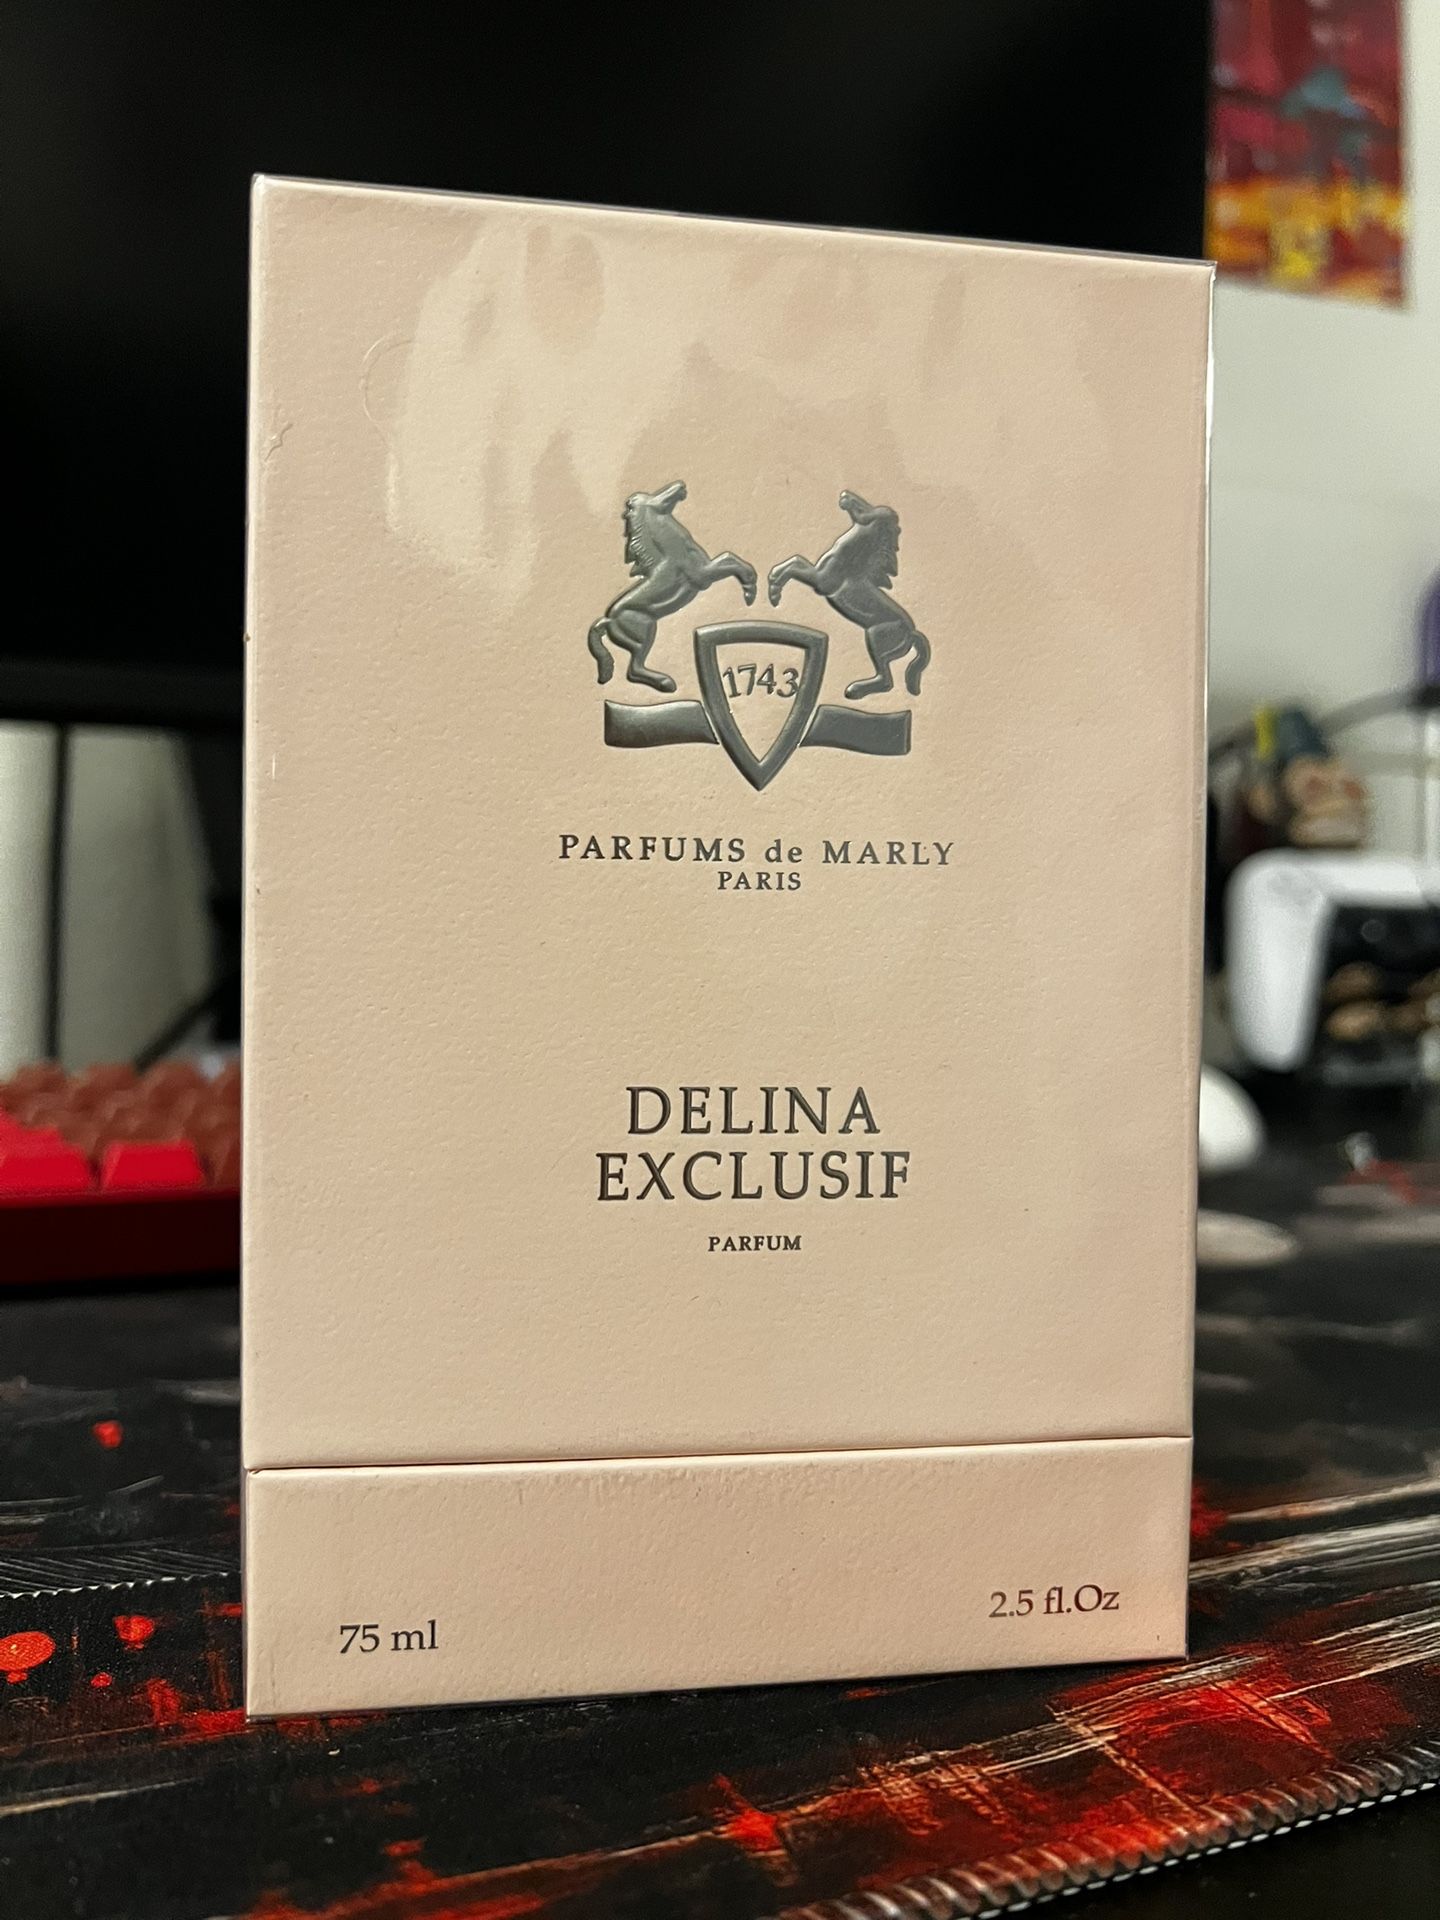 1743
PARFUMS de MARLY
PARIS
DELINA
EXCLUSIF
PARFUM
75 ml
2.5 fl.Oz